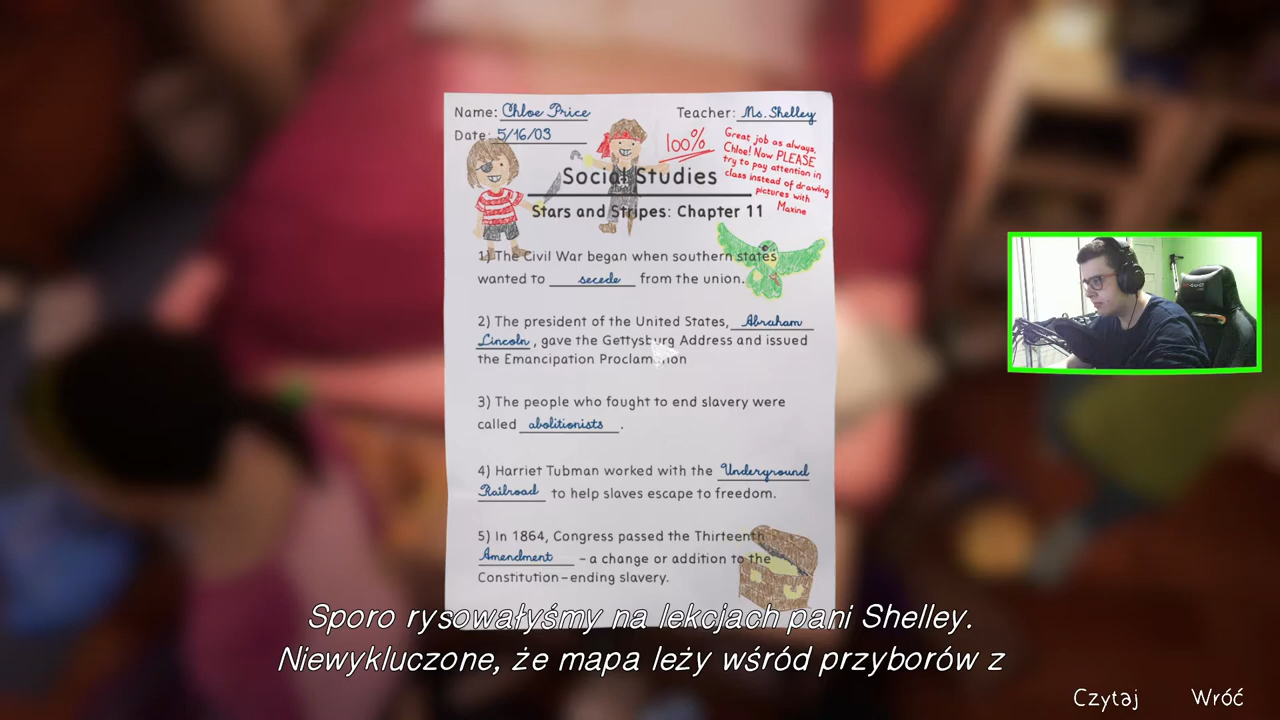 Name: Chloe Price Teacher: Ms. Shelley
Date: 5/16/03
100%
Great job as always,
Chloe! Now PLEASE
try to pay attention in
class instead of drawing
pictures with
Maxine
Social Studies
Stars and Stripes: Chapter 11
1) The Civil War began when southern states
wanted to secede from the union.
2) The president of the United States, Abraham
Lincoln, gave the Gettysburg Address and issued
the Emancipation Proclamation
3) The people who fought to end slavery were
called abolitionists.
4) Harriet Tubman worked with the Underground
Railroad to help slaves escape to freedom.
5) In 1864, Congress passed the Thirteenth
Amendment - a change or addition to the
Constitution-ending slavery.
Sporo rysowałyśmy na lekcjach pani Shelley.
Niewykluczone, że mapa leży wśród przyborów z
Czytaj Wróć